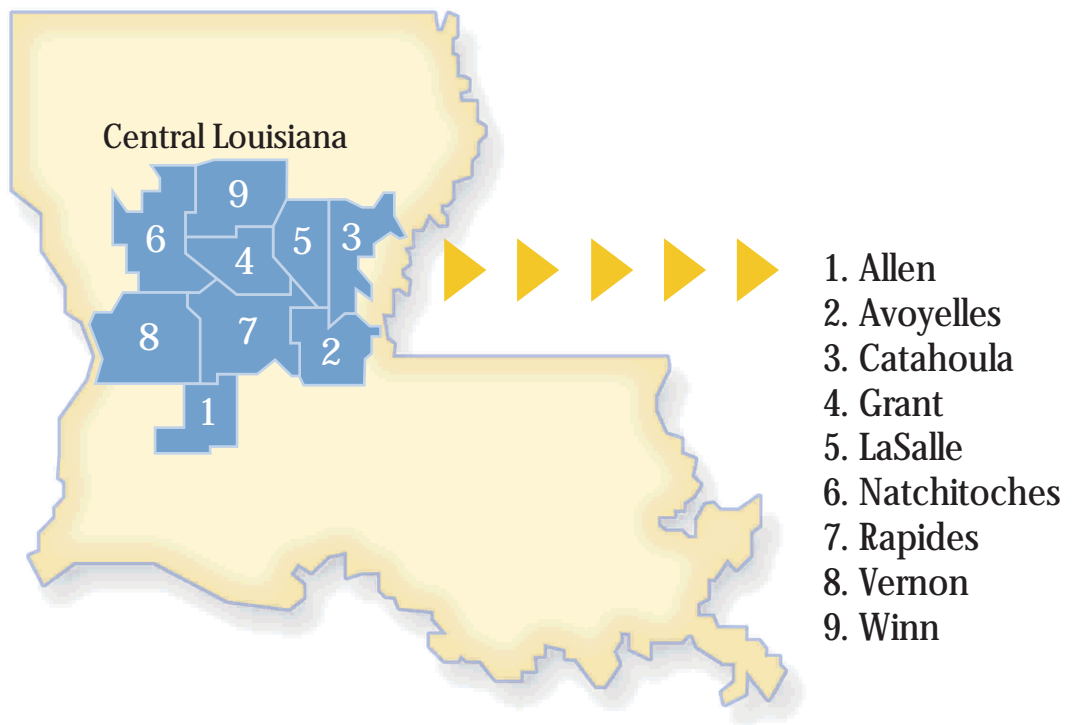 Central Louisiana
9
6
5
3
4
8
7
2
1
1. Allen
2. Avoyelles
3. Catahoula
4. Grant
5. LaSalle
6. Natchitoches
7. Rapides
8. Vernon
9. Winn